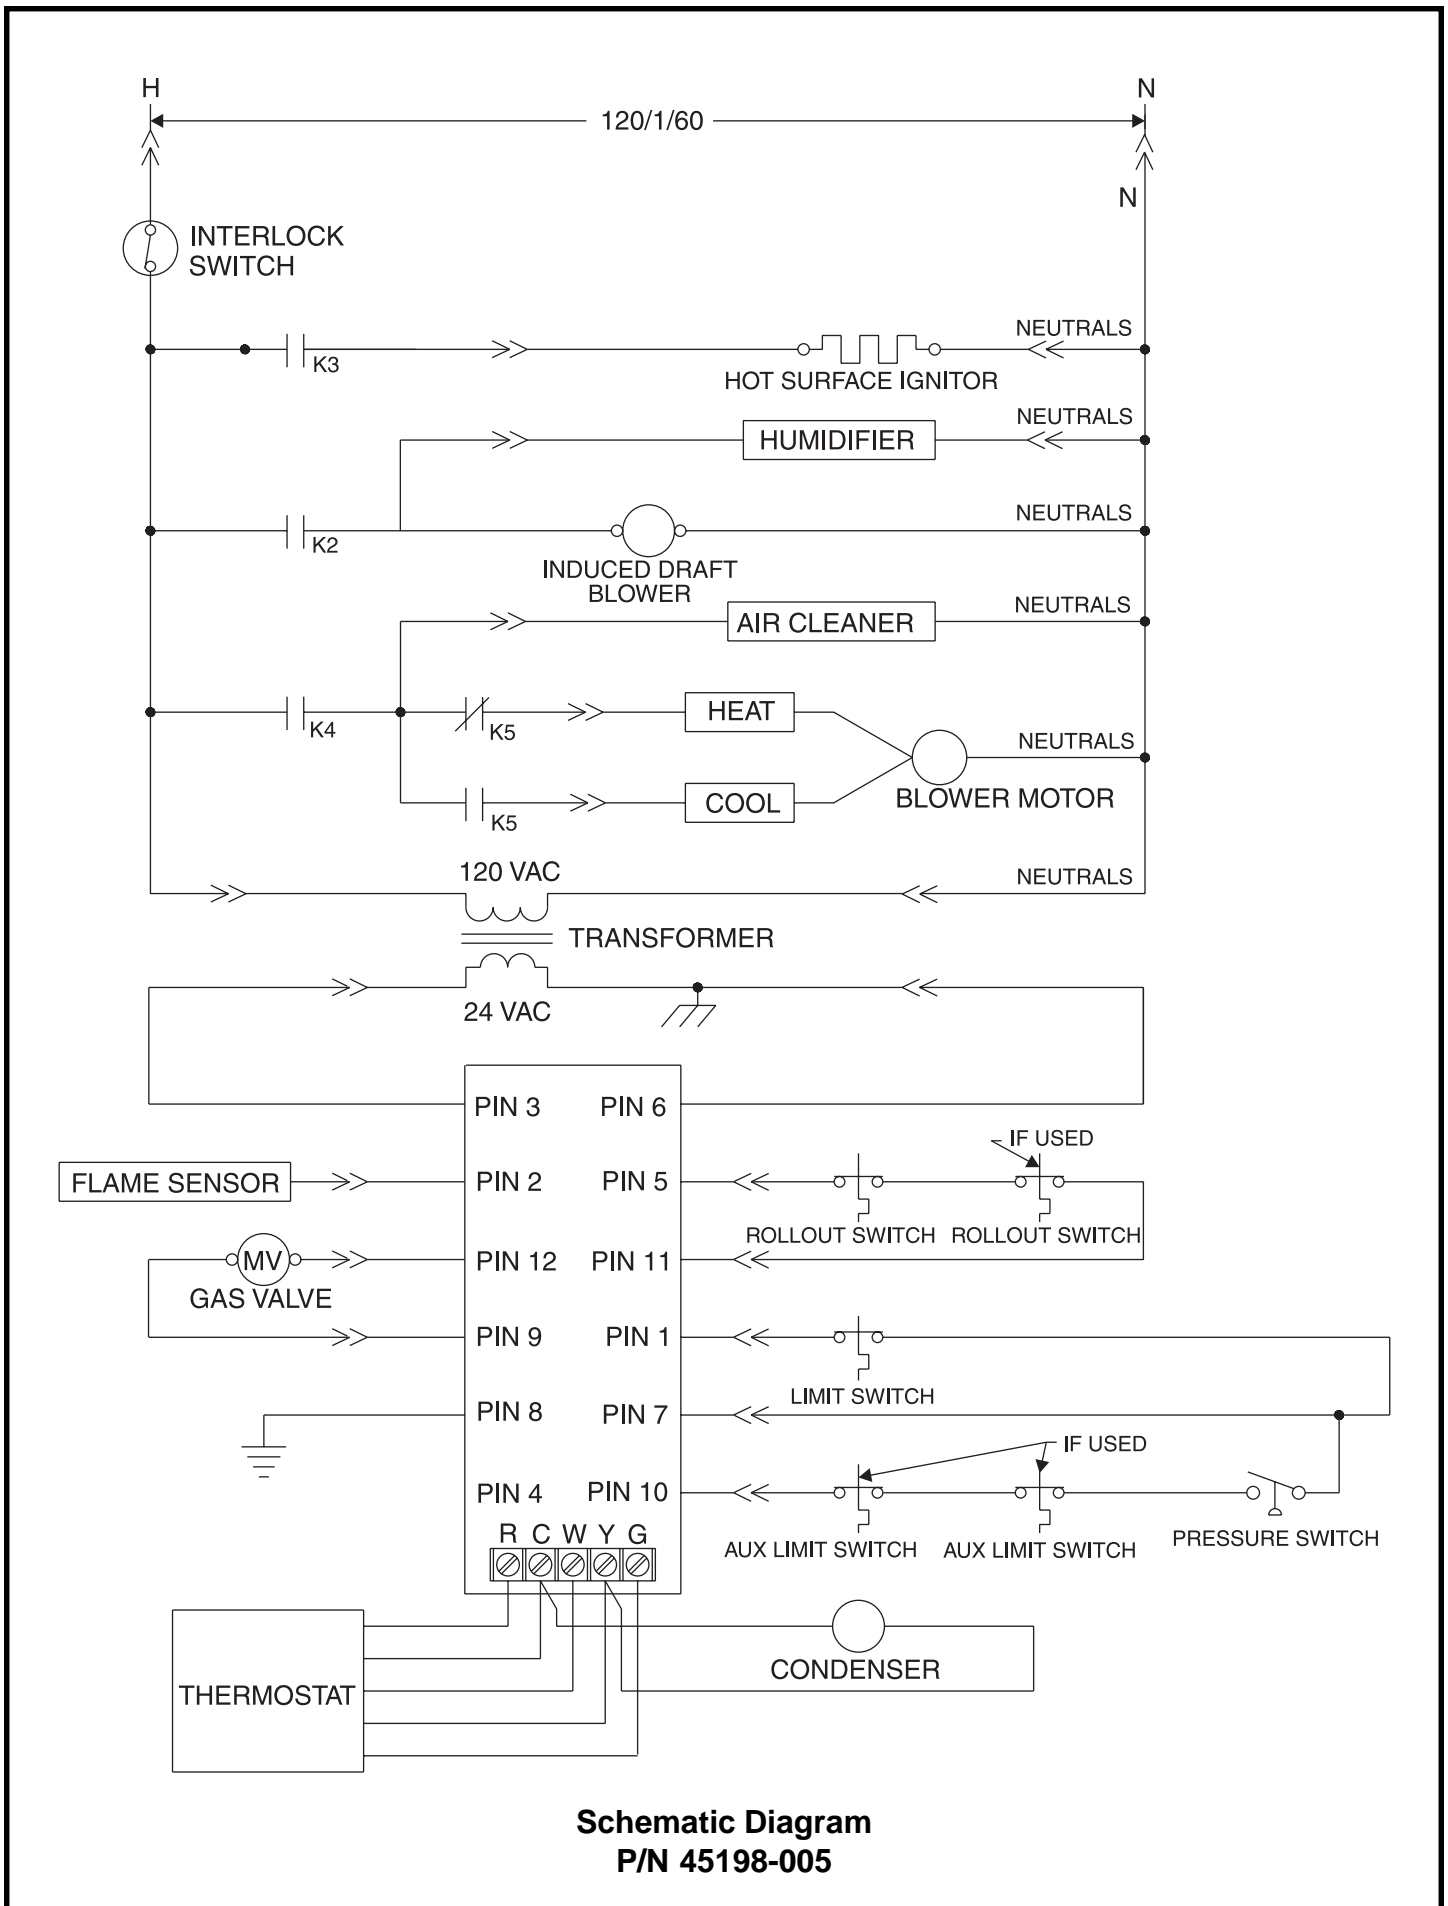 H
N
120/1/60
N
INTERLOCK
SWITCH
NEUTRALS
K3
HOT SURFACE IGNITOR
NEUTRALS
HUMIDIFIER
NEUTRALS
K2
INDUCED DRAFT
BLOWER
NEUTRALS
AIR CLEANER
HEAT
K4
K5
NEUTRALS
COOL
BLOWER MOTOR
K5
120 VAC
NEUTRALS
TRANSFORMER
24 VAC
PIN 3 PIN 6
IF USED
FLAME SENSOR
PIN 2 PIN 5
ROLLOUT SWITCH ROLLOUT SWITCH
MV
PIN 12 PIN 11
GAS VALVE
PIN 9 PIN 1
LIMIT SWITCH
PIN 8 PIN 7
IF USED
PIN 4 PIN 10
AUX LIMIT SWITCH AUX LIMIT SWITCH PRESSURE SWITCH
R C W Y G
CONDENSER
THERMOSTAT
Schematic Diagram
P/N 45198-005